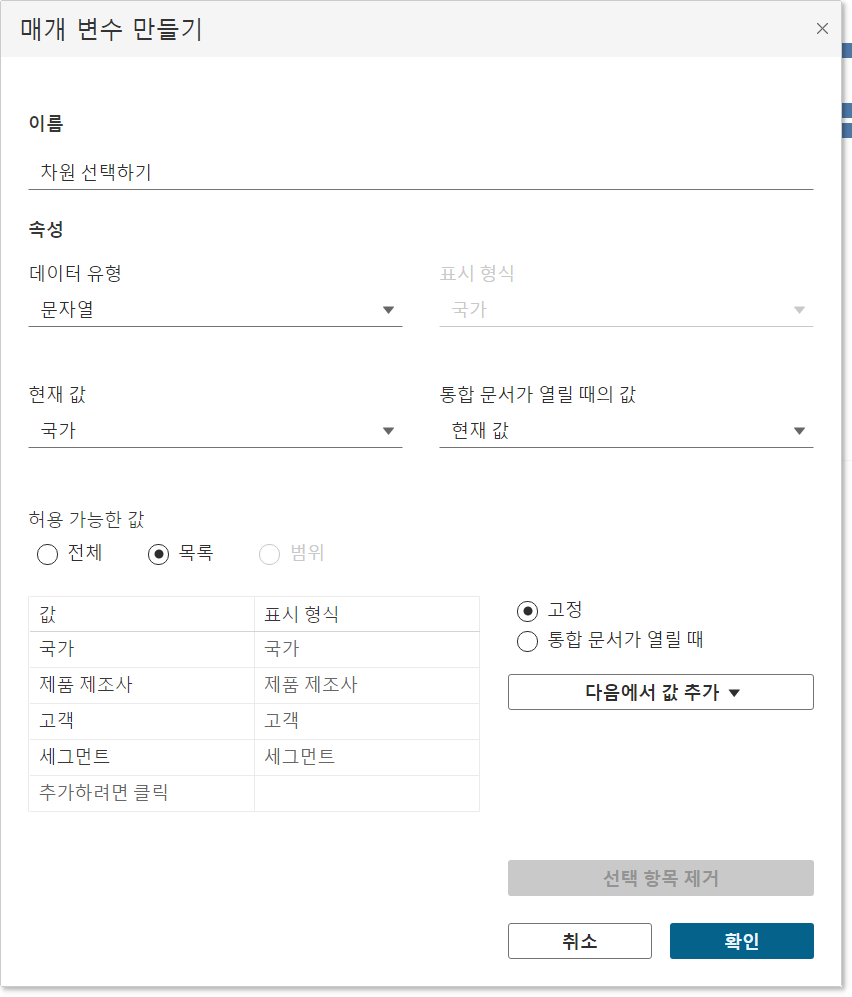 매개 변수 만들기
이름
차원 선택하기
속성
데이터 유형 표시 형식
문자열 국가
현재 값 통합 문서가 열릴 때의 값
국가 현재 값
허용 가능한 값
전체 목록 범위
값 표시 형식
국가 국가
제품 제조사 제품 제조사
고객 고객
세그먼트 세그먼트
추가하려면 클릭
고정
통합 문서가 열릴 때
다음에서 값 추가
선택 항목 제거
취소 확인